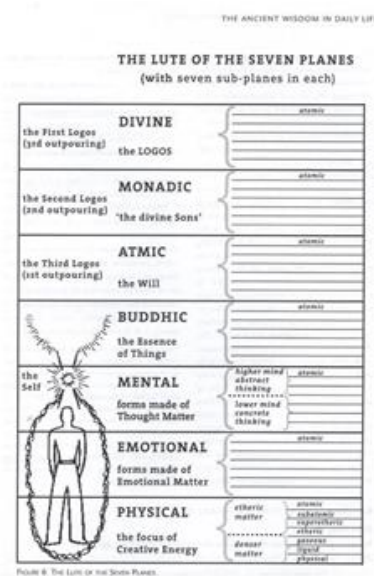 THE ANCIENT WISDOM IN DAILY LIF
THE LUTE OF THE SEVEN PLANES
(with seven sub-planes in each)
the First Logos
(3rd outpouring)
DIVINE
the LOGOS
atomic
the Second Logos
(2nd outpouring)
MONADIC
'the divine Sons'
atomic
the Third Logos
(1st outpouring)
ATMIC
the Will
atomic
BUDDHIC
the Essence
of Things
atomic
the
Self
MENTAL
forms made of
Thought Matter
higher mind
abstract
thinking
lower mind
concrete
thinking
atomic
EMOTIONAL
forms made of
Emotional Matter
atomic
PHYSICAL
the focus of
Creative Energy
etheric
matter
denser
matter
atomic
subatomic
superetheric
etheric
gaseous
liquid
physical
FIGURE 8. THE LUTE OF THE SEVEN PLANES.